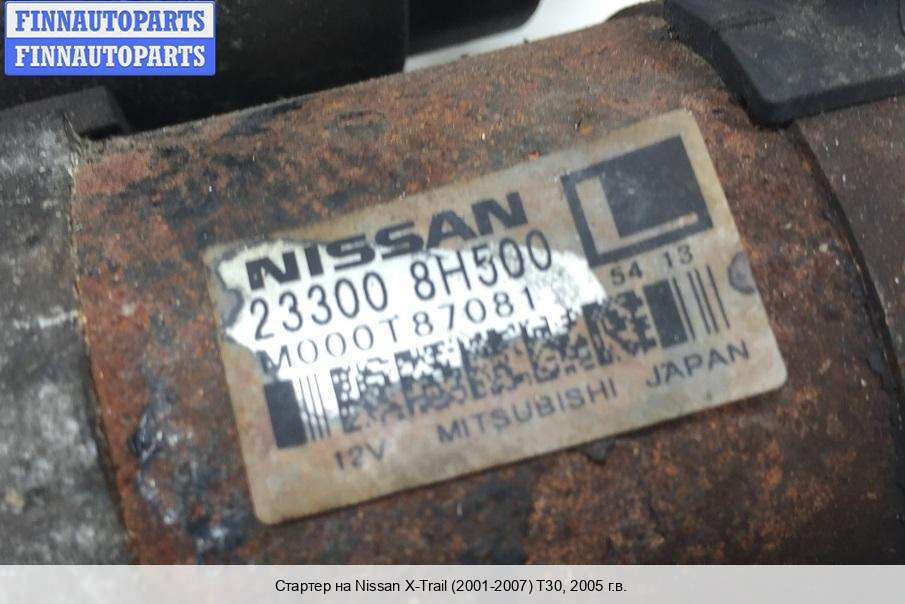 FINNAUTOPARTS
FINNAUTOPARTS
NISSAN
L
23300 8H500
54 13
M000T87081
12V MITSUBISHI JAPAN
Стартер на Nissan X-Trail (2001-2007) T30, 2005 г.в.